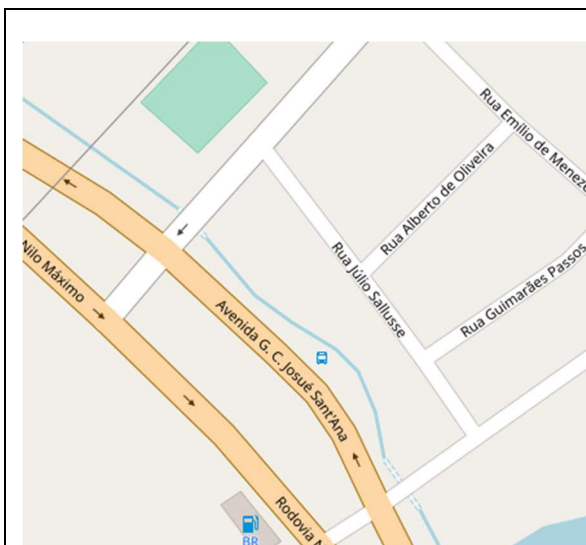 Rua Emílio de Meneze
Rua Alberto de Oliveira
Rua Júlio Sallusse
Rua Guimarães Passos
Nilo Máximo
Avenida G. C. Josué Sant'Ana
Rodovia N
BR